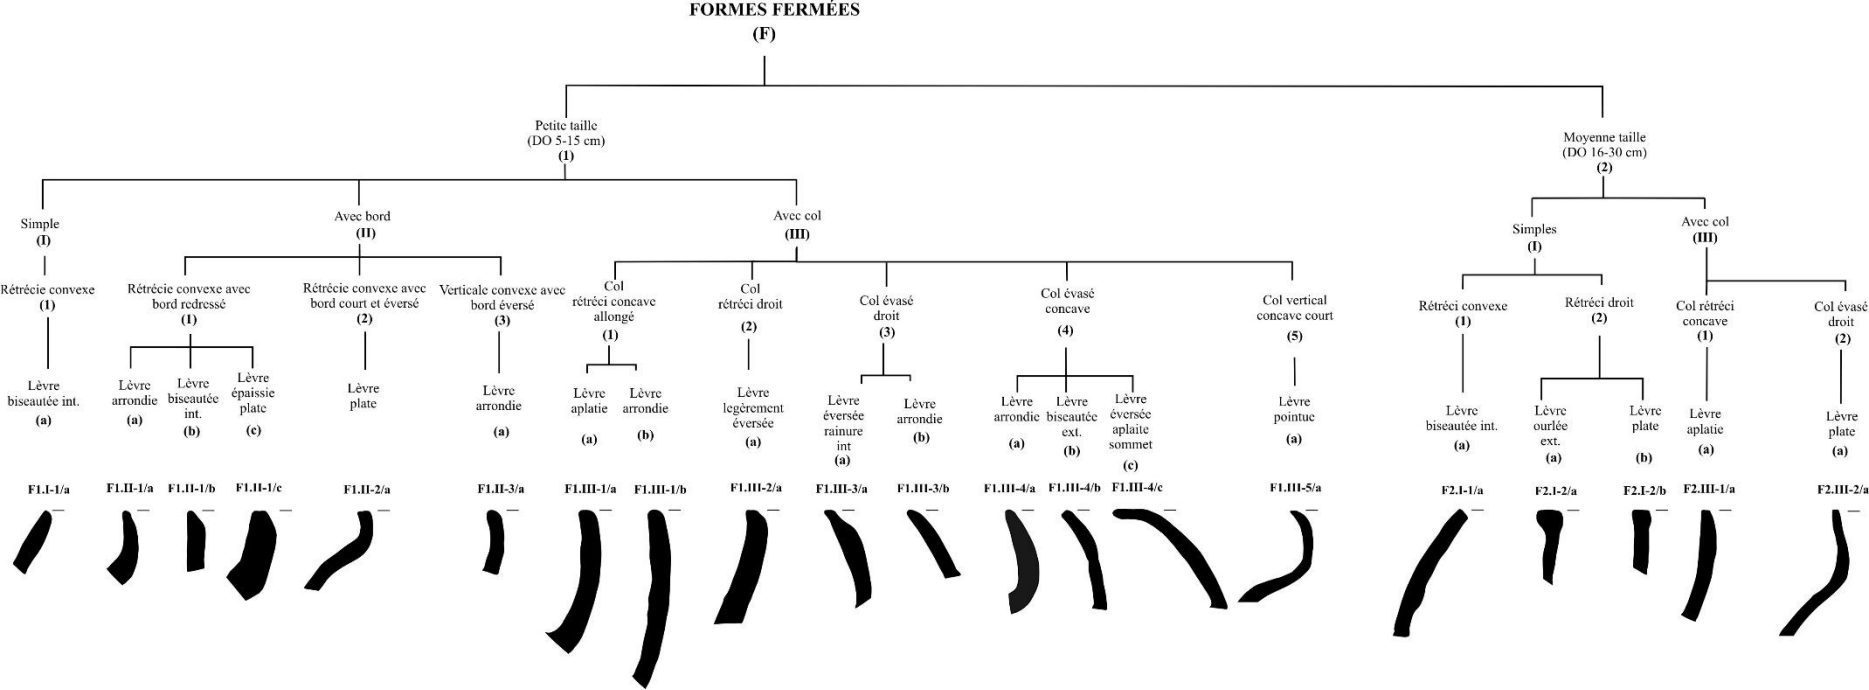 FORMES FERMÉES
(F)
Petite taille
(DO 5-15 cm)
(1)
Moyenne taille
(DO 16-30 cm)
(2)
Simple
(I)
Avec bord
(II)
Avec col
(III)
Simples
(I)
Avec col
(III)
Rétrécie convexe
(1)
Rétrécie convexe avec
bord redressé
(1)
Rétrécie convexe avec
bord court et éversé
(2)
Verticale convexe avec
bord éversé
(3)
Col
rétréci concave
allongé
(1)
Col
rétréci droit
(2)
Col évasé
droit
(3)
Col évasé
concave
(4)
Col vertical
concave court
(5)
Rétréci convexe
(1)
Rétréci droit
(2)
Col rétréci
concave
(1)
Col évasé
droit
(2)
Lèvre
biseautée int.
(a)
Lèvre
arrondie
(a)
Lèvre
biseautée
int.
(b)
Lèvre
épaissie
plate
(c)
Lèvre
plate
Lèvre
arrondie
(a)
Lèvre
aplatie
(a)
Lèvre
arrondie
(b)
Lèvre
legèrement
éversée
(a)
Lèvre
éversée
rainure
int
(a)
Lèvre
arrondie
(b)
Lèvre
arrondie
(a)
Lèvre
biseautée
ext.
(b)
Lèvre
éversée
aplaite
sommet
(c)
Lèvre
pointue
(a)
Lèvre
biseautée int.
(a)
Lèvre
ourlée
ext.
(a)
Lèvre
plate
(b)
Lèvre
aplatie
(a)
Lèvre
plate
(a)
F1.I-1/a
F1.II-1/a
F1.II-1/b
F1.II-1/c
F1.II-2/a
F1.II-3/a
F1.III-1/a
F1.III-1/b
F1.III-2/a
F1.III-3/a
F1.III-3/b
F1.III-4/a
F1.III-4/b
F1.III-4/c
F1.III-5/a
F2.I-1/a
F2.I-2/a
F2.I-2/b
F2.III-1/a
F2.III-2/a